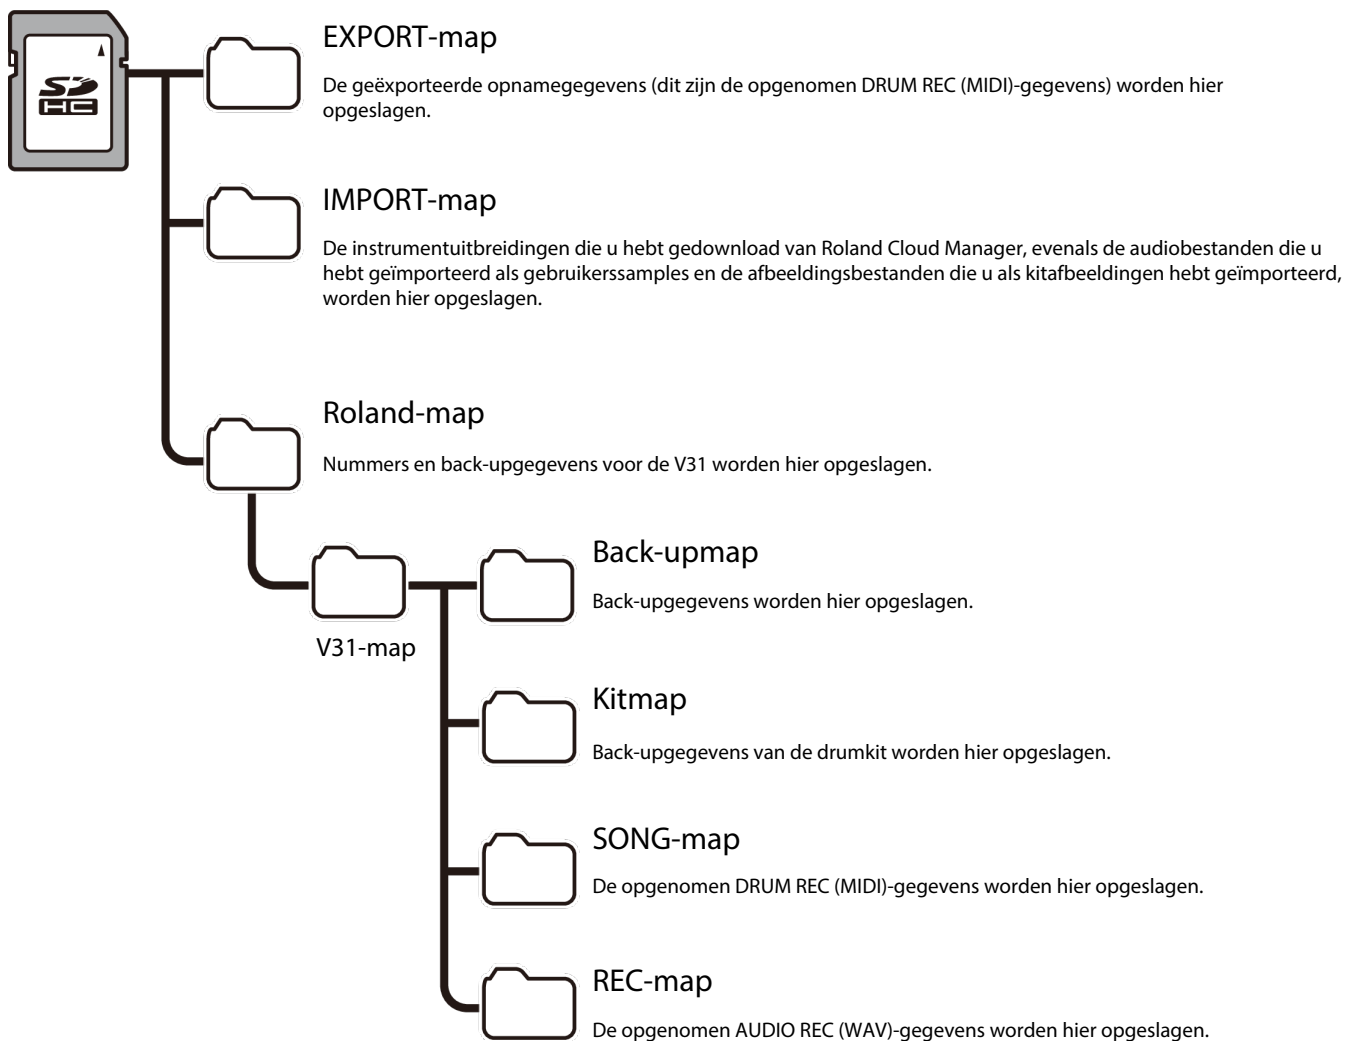 SD
HC
EXPORT-map
De geëxporteerde opnamegegevens (dit zijn de opgenomen DRUM REC (MIDI)-gegevens) worden hier
opgeslagen.
IMPORT-map
De instrumentuitbreidingen die u hebt gedownload van Roland Cloud Manager, evenals de audiobestanden die u
hebt geïmporteerd als gebruikerssamples en de afbeeldingsbestanden die u als kitafbeeldingen hebt geïmporteerd,
worden hier opgeslagen.
Roland-map
Nummers en back-upgegevens voor de V31 worden hier opgeslagen.
V31-map
Back-upmap
Back-upgegevens worden hier opgeslagen.
Kitmap
Back-upgegevens van de drumkit worden hier opgeslagen.
SONG-map
De opgenomen DRUM REC (MIDI)-gegevens worden hier opgeslagen.
REC-map
De opgenomen AUDIO REC (WAV)-gegevens worden hier opgeslagen.